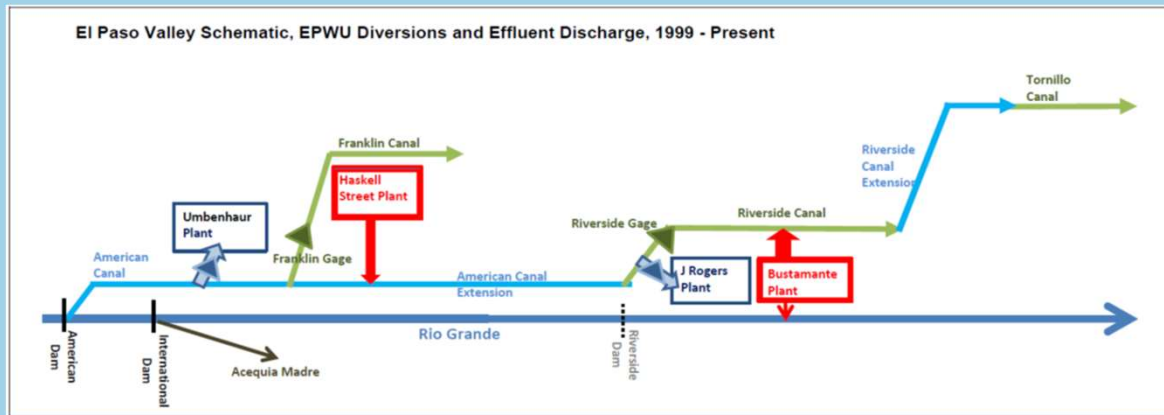 El Paso Valley Schematic, EPWU Diversions and Effluent Discharge, 1999 - Present
Tornillo
Canal
Franklin Canal
Riverside
Canal
Extension
Haskell
Street Plant
Umbenhaur
Plant
Riverside Gage
Riverside Canal
American
Canal
Franklin Gage
American Canal
Extension
J Rogers
Plant
Bustamante
Plant
Rio Grande
American
Dam
International
Dam
Riverside
Dam
Acequia Madre